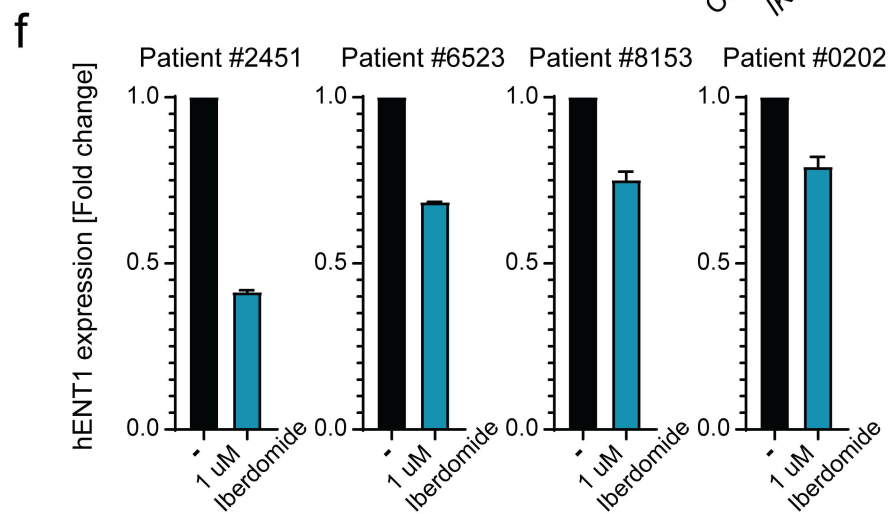 f
Patient #2451
Patient #6523
Patient #8153
Patient #0202
hENT1 expression [Fold change]
1.0
0.5
0.0
-
1 uM
Iberdomide
1.0
0.5
0.0
-
1 uM
Iberdomide
1.0
0.5
0.0
-
1 uM
Iberdomide
1.0
0.5
0.0
-
1 uM
Iberdomide